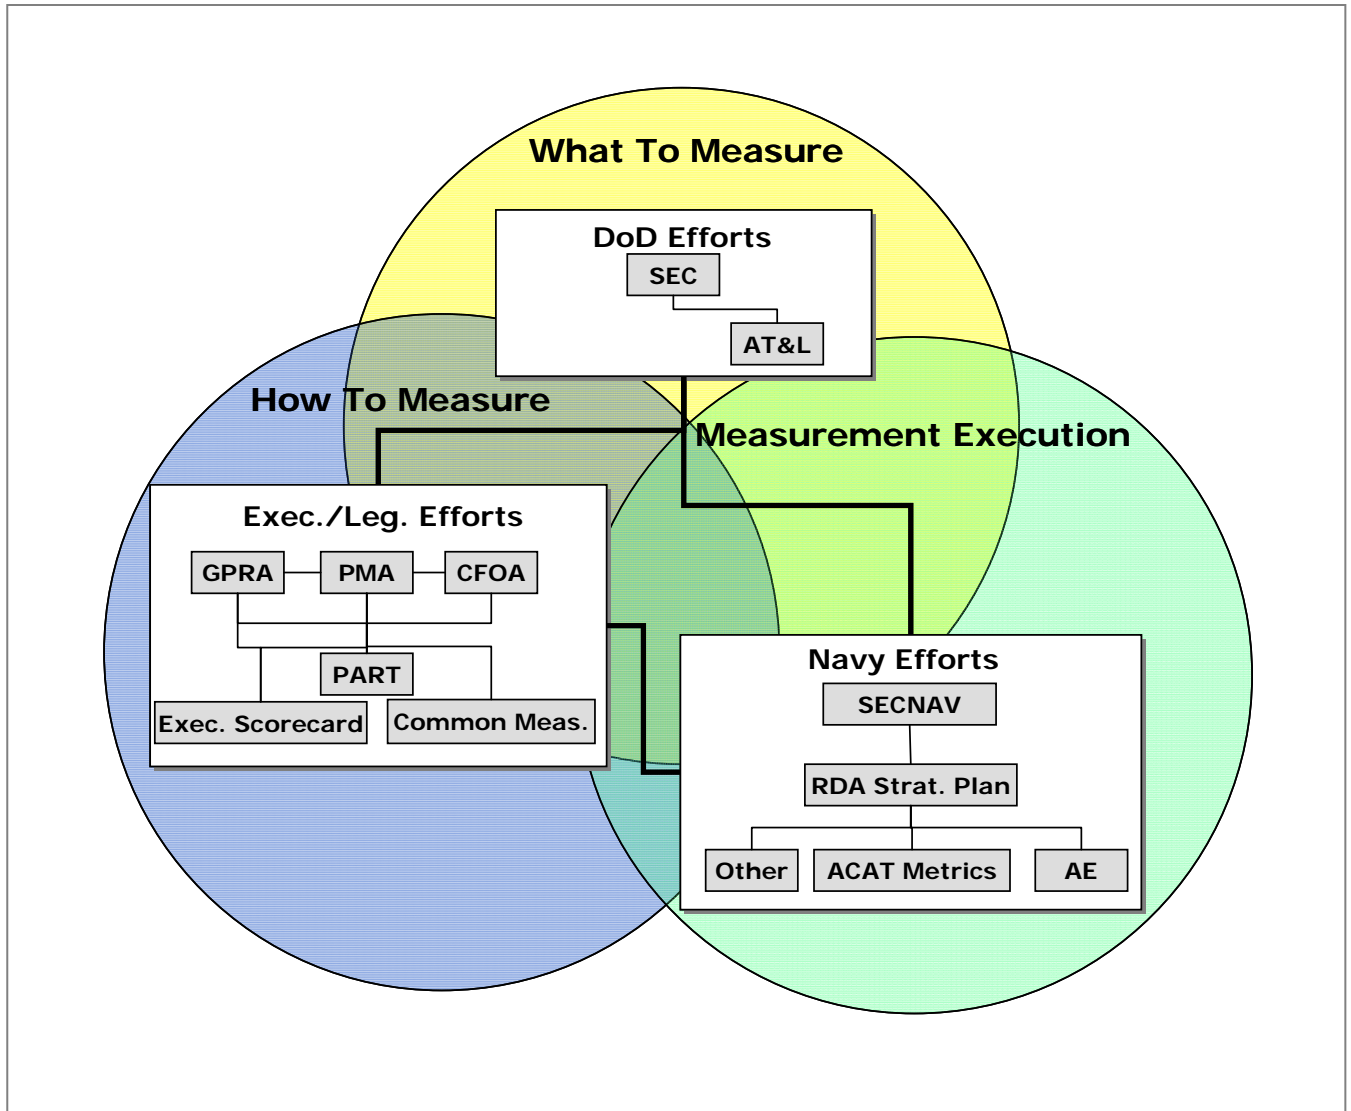 What To Measure
DoD Efforts
SEC
AT&L
How To Measure
Measurement Execution
Exec./Leg. Efforts
GPRA
PMA
CFOA
PART
Exec. Scorecard
Common Meas.
Navy Efforts
SECNAV
RDA Strat. Plan
Other
ACAT Metrics
AE